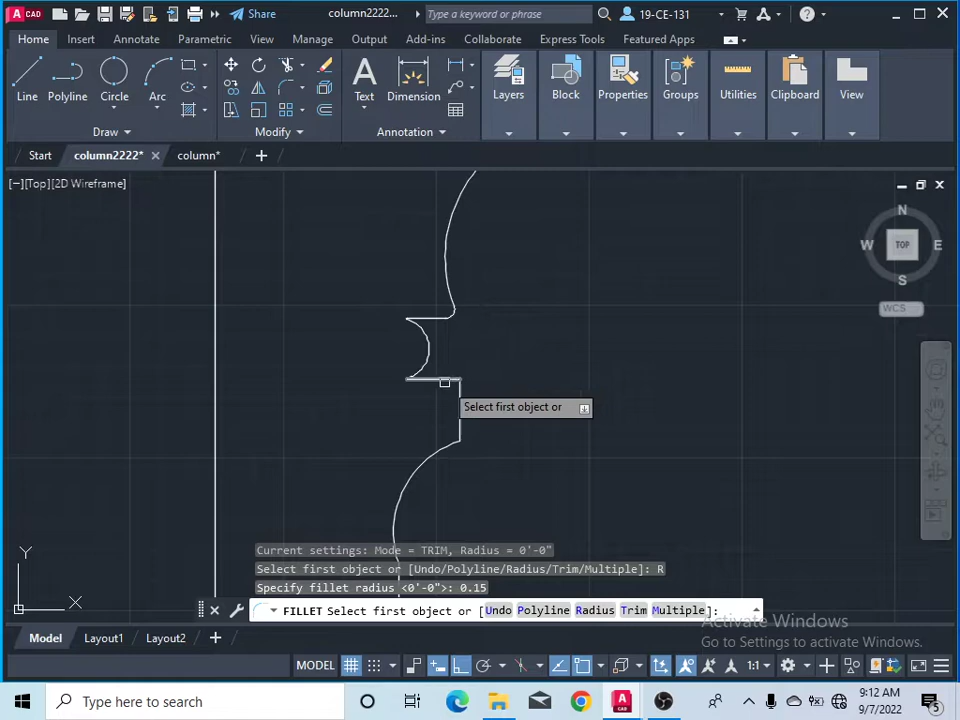 A CAD
Share
column2222...
Type a keyword or phrase
19-CE-131
Home Insert Annotate Parametric View Manage Output Add-ins Collaborate Express Tools Featured Apps
Line Polyline Circle Arc Text Dimension Layers Block Properties Groups Utilities Clipboard View
Draw Modify Annotation
Start column2222* column*
[−][Top][2D Wireframe]
N
W TOP E
S
WCS
Select first object or
Y
X
Current settings: Mode = TRIM, Radius = 0'-0"
Select first object or [Undo/Polyline/Radius/Trim/Multiple]: R
Specify fillet radius <0'-0">: 0.15
FILLET Select first object or [Undo Polyline Radius Trim Multiple]:
Activate Windows
Go to Settings to activate Windows.
Model Layout1 Layout2
MODEL 1:1
Type here to search
9:12 AM
9/7/2022
5